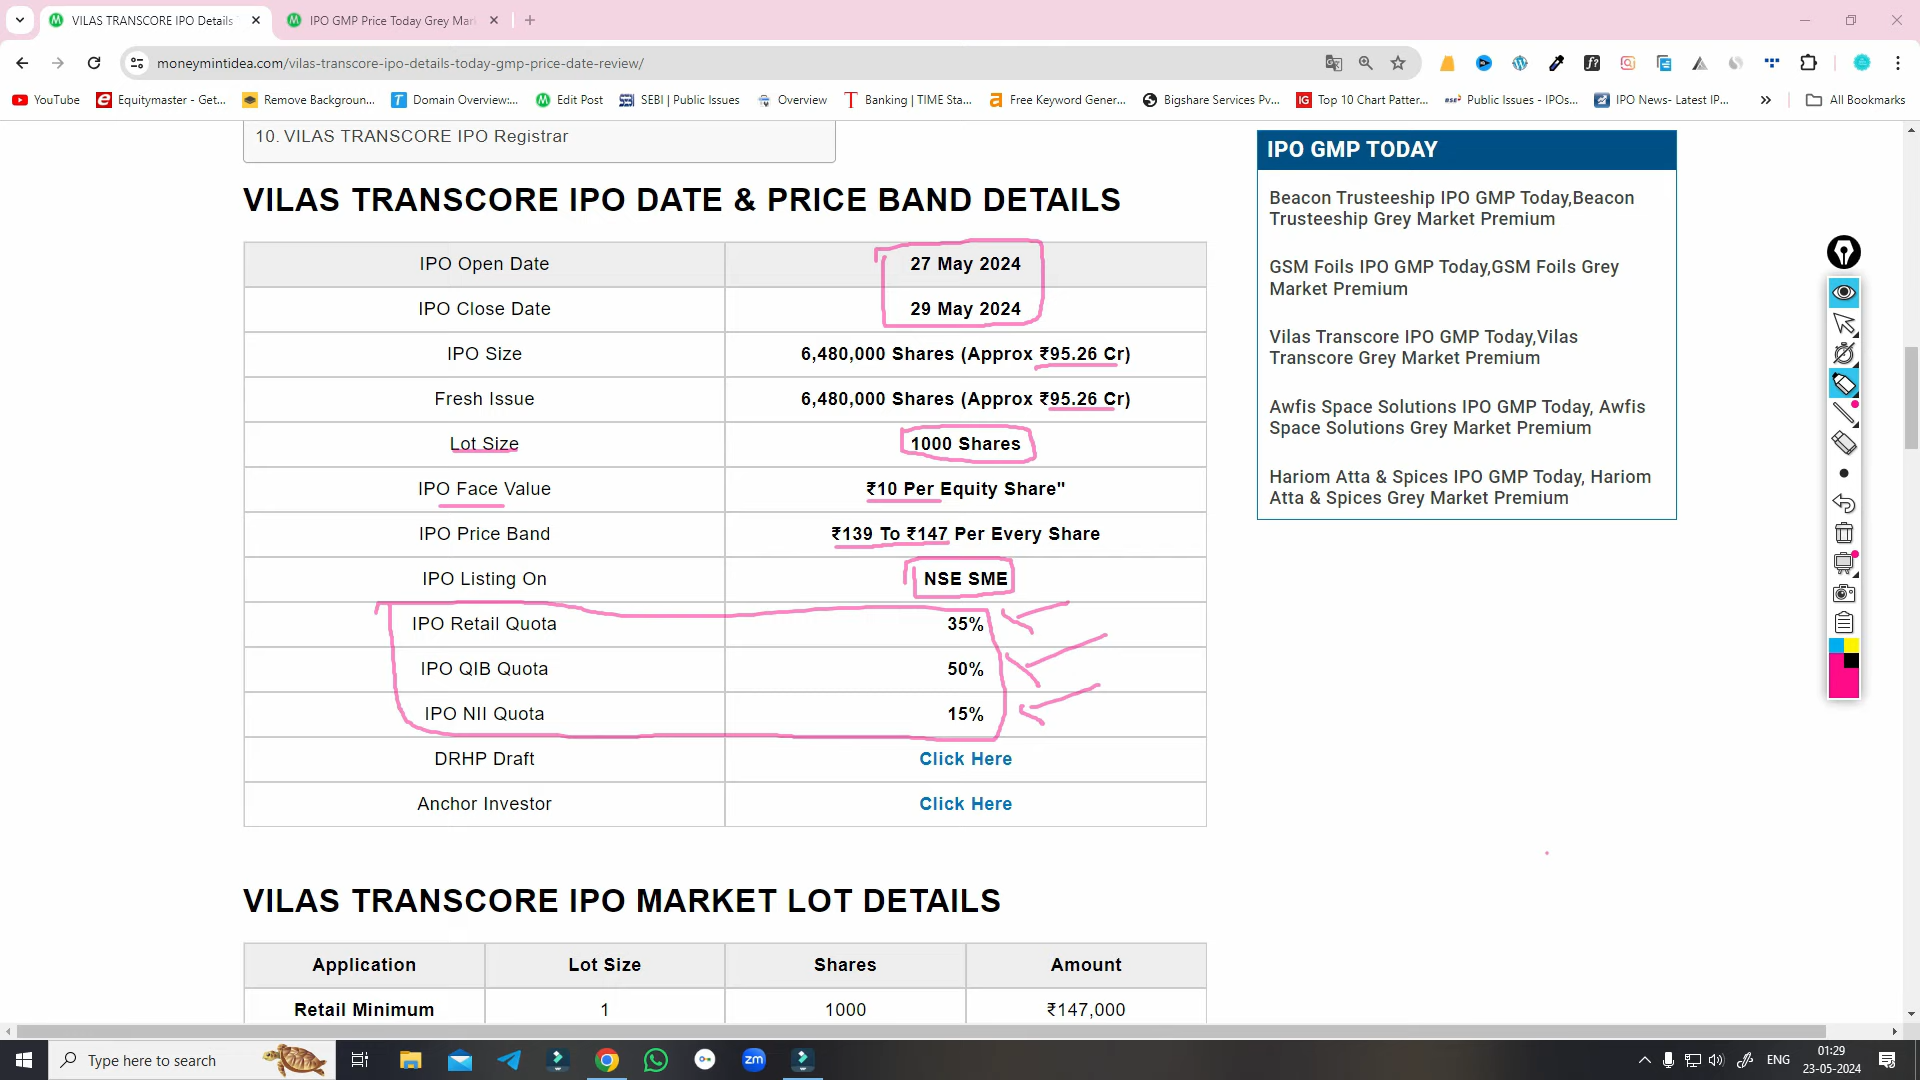 VILAS TRANSCORE IPO Details
IPO GMP Price Today Grey Mar
moneymintidea.com/vilas-transcore-ipo-details-today-gmp-price-date-review/
YouTube
Equitymaster - Get...
Remove Backgroun...
Domain Overview:...
Edit Post
SEBI | Public Issues
Overview
Banking | TIME Sta...
Free Keyword Gener...
Bigshare Services Pv...
Top 10 Chart Patter...
Public Issues - IPOs...
IPO News- Latest IP...
All Bookmarks
10. VILAS TRANSCORE IPO Registrar
VILAS TRANSCORE IPO DATE & PRICE BAND DETAILS
IPO Open Date 27 May 2024
IPO Close Date 29 May 2024
IPO Size 6,480,000 Shares (Approx ₹95.26 Cr)
Fresh Issue 6,480,000 Shares (Approx ₹95.26 Cr)
Lot Size 1000 Shares
IPO Face Value ₹10 Per Equity Share"
IPO Price Band ₹139 To ₹147 Per Every Share
IPO Listing On NSE SME
IPO Retail Quota 35%
IPO QIB Quota 50%
IPO NII Quota 15%
DRHP Draft Click Here
Anchor Investor Click Here
VILAS TRANSCORE IPO MARKET LOT DETAILS
Application Lot Size Shares Amount
Retail Minimum 1 1000 ₹147,000
IPO GMP TODAY
Beacon Trusteeship IPO GMP Today,Beacon
Trusteeship Grey Market Premium
GSM Foils IPO GMP Today,GSM Foils Grey
Market Premium
Vilas Transcore IPO GMP Today,Vilas
Transcore Grey Market Premium
Awfis Space Solutions IPO GMP Today, Awfis
Space Solutions Grey Market Premium
Hariom Atta & Spices IPO GMP Today, Hariom
Atta & Spices Grey Market Premium
Type here to search
zm
ENG
01:29
23-05-2024